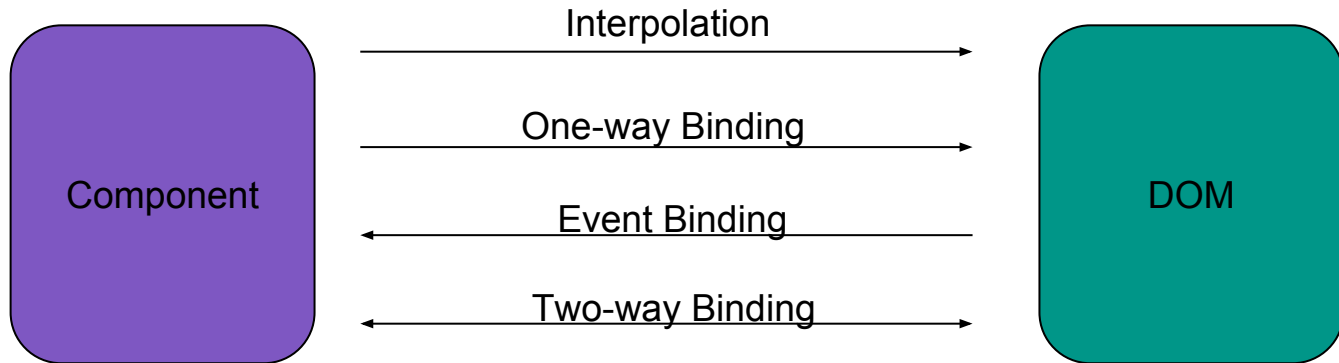 Interpolation
One-way Binding
Component
DOM
Event Binding
Two-way Binding